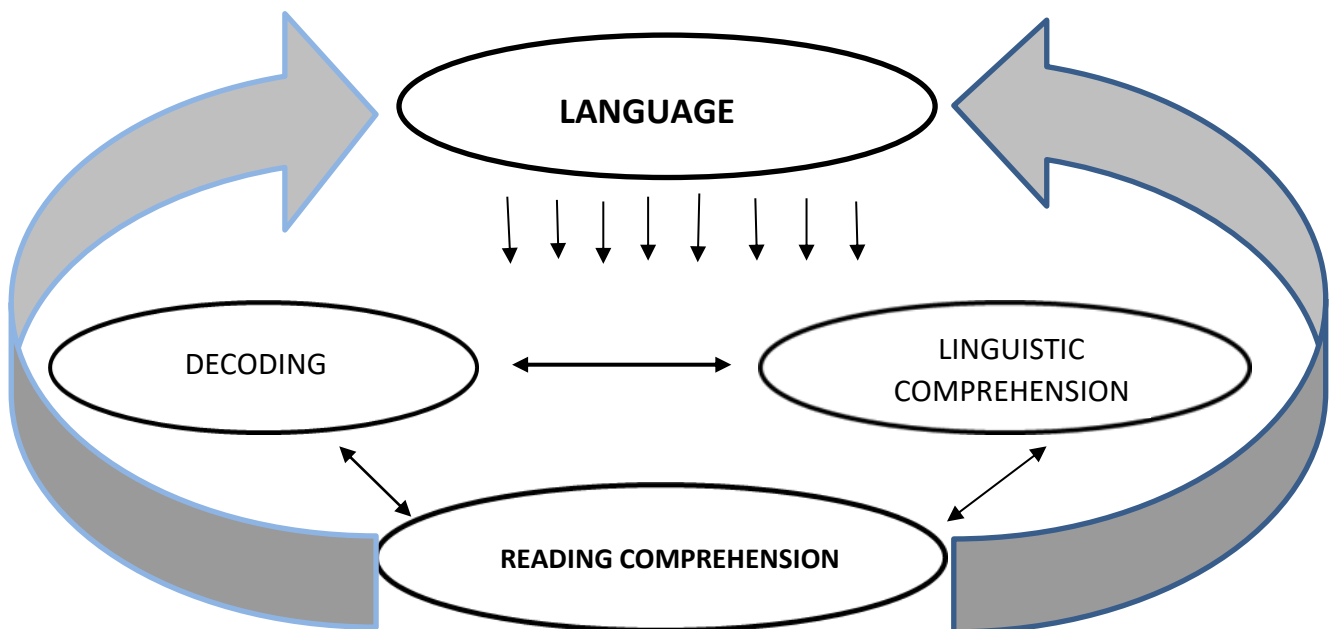 LANGUAGE
DECODING
LINGUISTIC
COMPREHENSION
READING COMPREHENSION